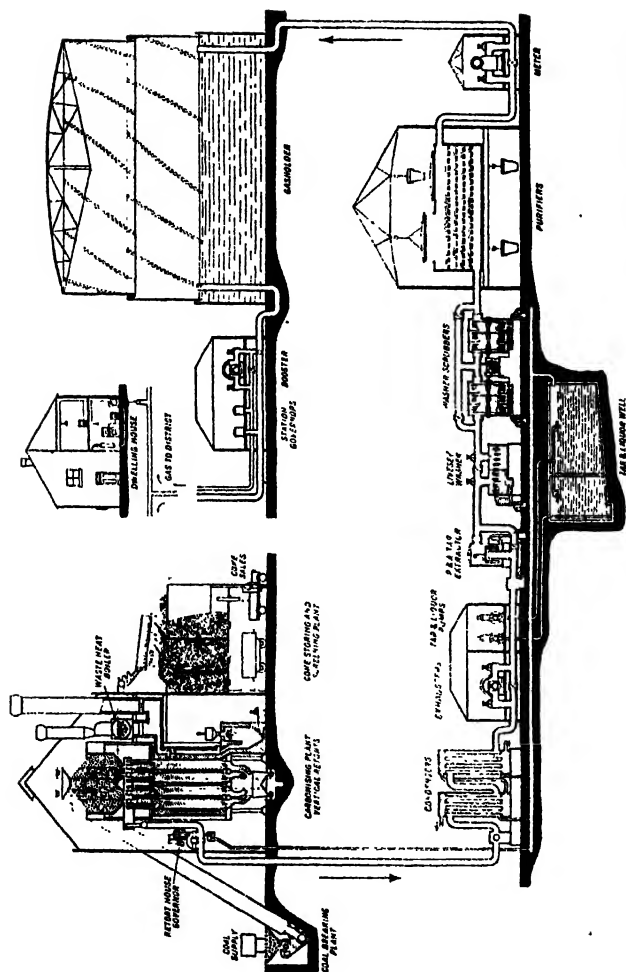 COAL
SUPPLY
COAL BREAKING
PLANT
RETORT HOUSE
GOVERNOR
WASTE HEAT
BOILER
CARBONISING PLANT
VERTICAL RETORTS
COKE
SALES
COKE STORING AND
SCREENING PLANT
DWELLING HOUSE
GAS TO DISTRICT
STATION
GOVERNORS
BOOSTER
GASHOLDER
CONDENSERS
EXHAUSTERS
TAR & LIQUOR
PUMPS
P & A TAR
EXTRACTOR
LIVESEY
WASHER
WASHER SCRUBBERS
PURIFIERS
METER
TAR & LIQUOR WELL